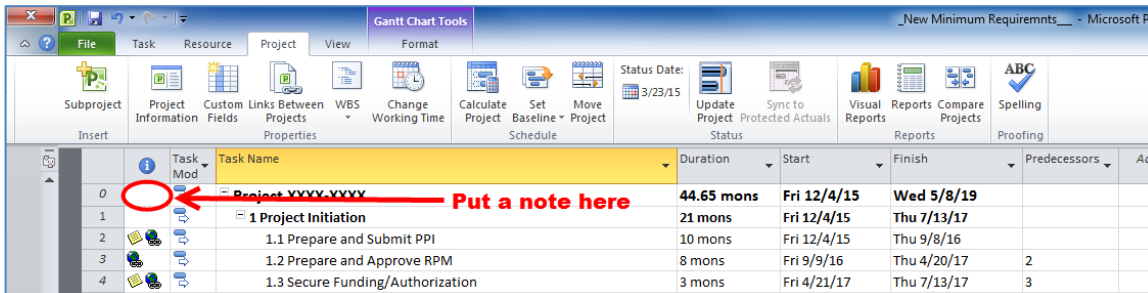 Gantt Chart Tools
_New Minimum Requiremnts__ - Microsoft P
File Task Resource Project View Format
Subproject
Insert
Project Information
Custom Fields
Links Between Projects
WBS
Change Working Time
Properties
Calculate Project
Set Baseline
Move Project
Schedule
Status Date:
3/23/15
Update Project
Sync to Protected Actuals
Status
Visual Reports
Reports
Compare Projects
Reports
ABC
Spelling
Proofing
Task Mod Task Name Duration Start Finish Predecessors Ac
0 Project XXXX-XXXX 44.65 mons Fri 12/4/15 Wed 5/8/19
Put a note here
1 1 Project Initiation 21 mons Fri 12/4/15 Thu 7/13/17
2 1.1 Prepare and Submit PPI 10 mons Fri 12/4/15 Thu 9/8/16
3 1.2 Prepare and Approve RPM 8 mons Fri 9/9/16 Thu 4/20/17 2
4 1.3 Secure Funding/Authorization 3 mons Fri 4/21/17 Thu 7/13/17 3